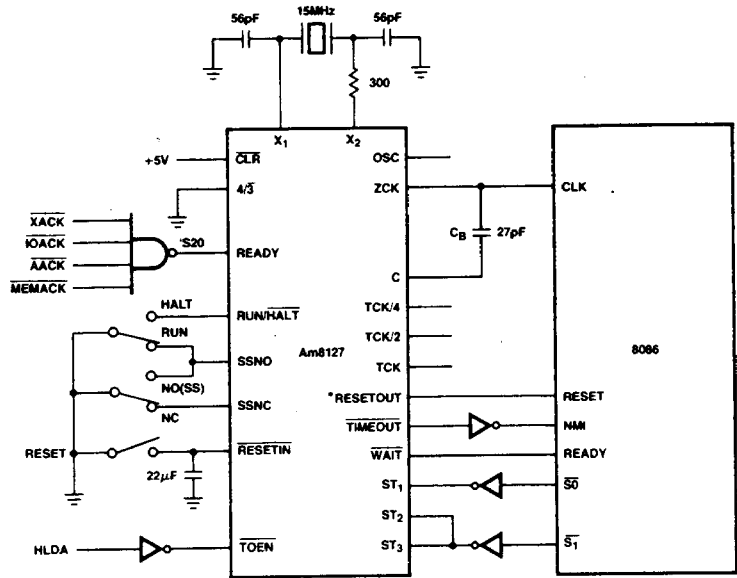 56pF
15MHz
56pF
300
X1
X2
+5V
CLR
OSC
4/3
ZCK
CLK
XACK
IOACK
AACK
MEMACK
'S20
READY
CB
27pF
C
HALT
RUN/HALT
RUN
TCK/4
SSNO
Am8127
TCK/2
8086
NO(SS)
TCK
SSNC
NC
*RESETOUT
RESET
TIMEOUT
NMI
RESET
RESETIN
WAIT
READY
22μF
ST1
S0
ST2
HLDA
TOEN
ST3
S1